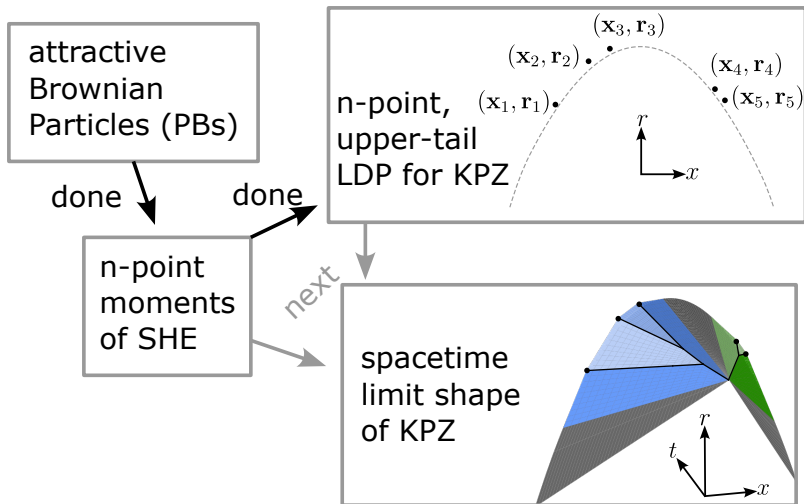 attractive
Brownian
Particles (PBs)
done
n-point
moments
of SHE
done
n-point,
upper-tail
LDP for KPZ
(x₁, r₁)
(x₂, r₂)
(x₃, r₃)
(x₄, r₄)
(x₅, r₅)
r
x
next
spacetime
limit shape
of KPZ
r
t
x